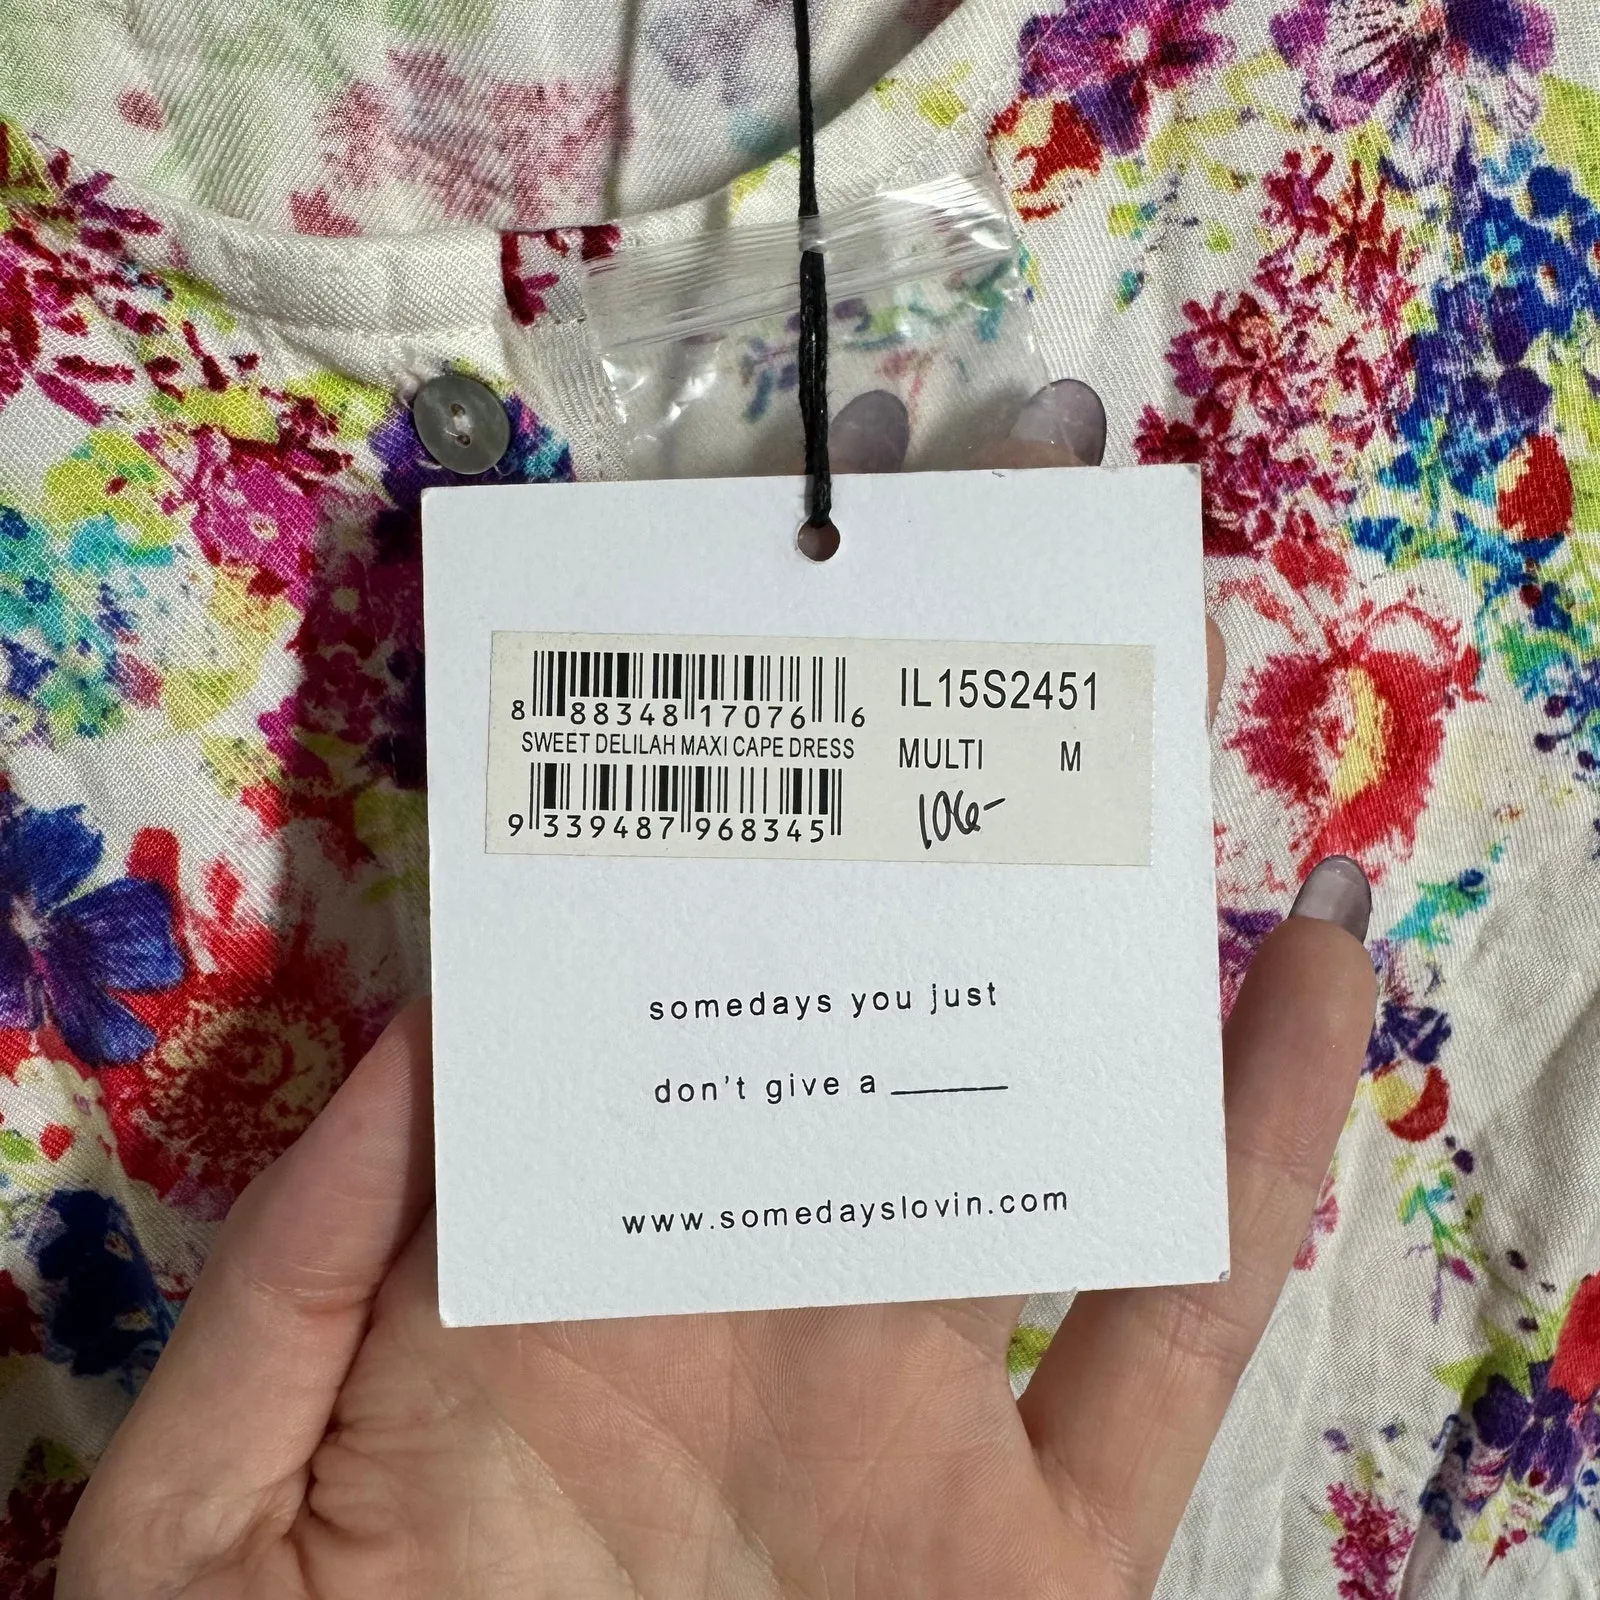 8 88348 17076 6
SWEET DELILAH MAXI CAPE DRESS
9 339487 968345
IL15S2451
MULTI M
106-
somedays you just
don't give a ______
www.somedayslovin.com